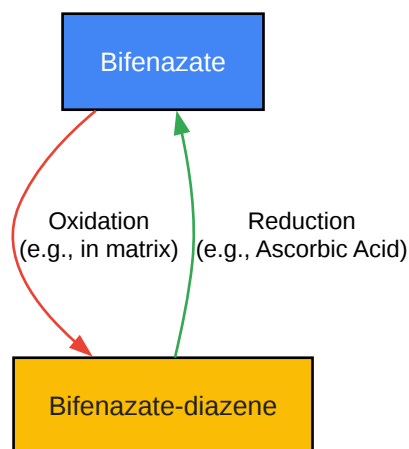 Bifenazate
Oxidation
(e.g., in matrix)
Reduction
(e.g., Ascorbic Acid)
Bifenazate-diazene